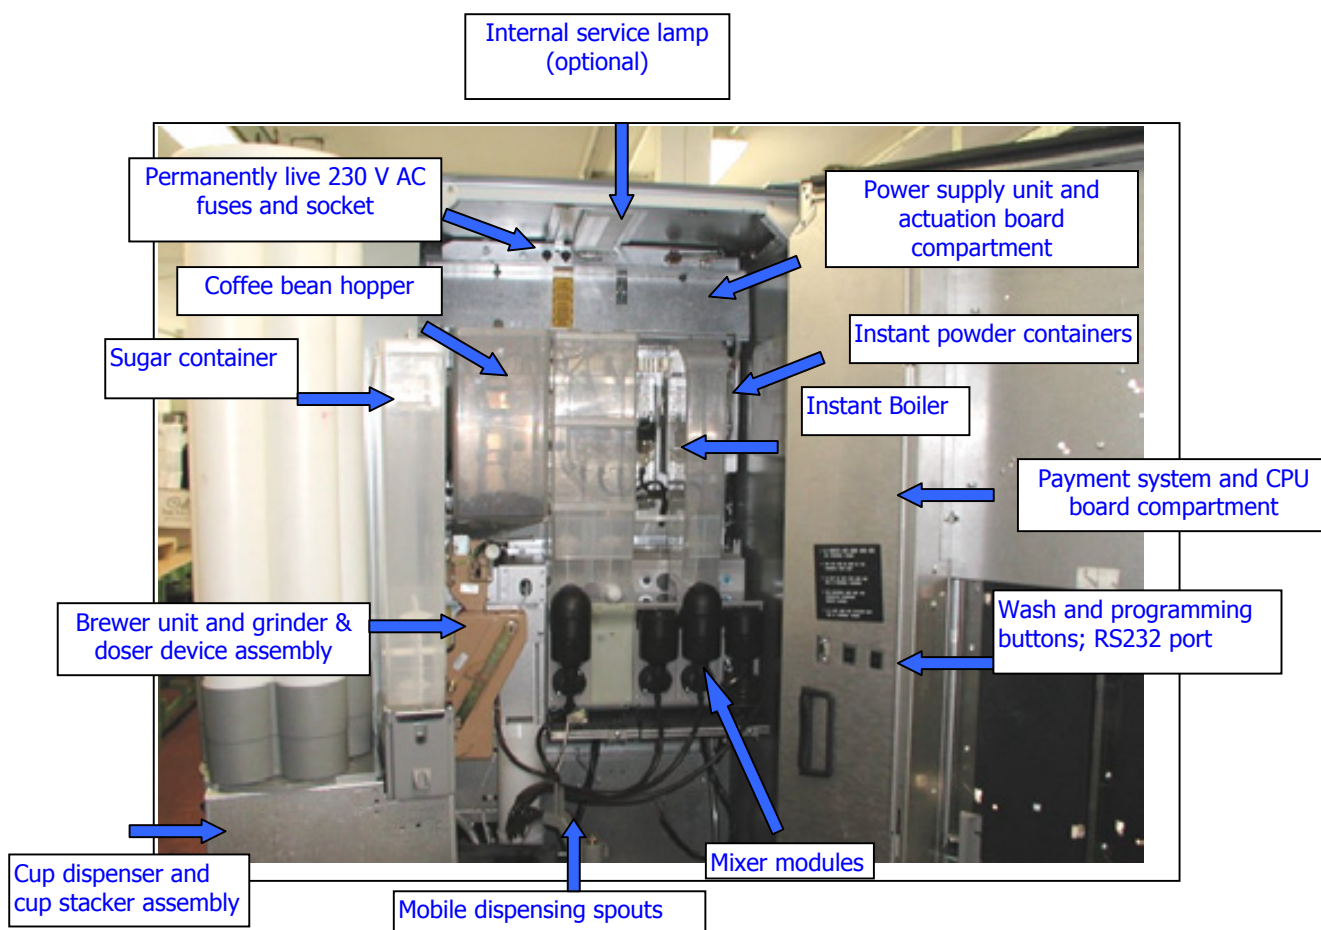 Internal service lamp
(optional)
Permanently live 230 V AC
fuses and socket
Power supply unit and
actuation board
compartment
Coffee bean hopper
Instant powder containers
Sugar container
Instant Boiler
Payment system and CPU
board compartment
Brewer unit and grinder &
doser device assembly
Wash and programming
buttons; RS232 port
Mixer modules
Cup dispenser and
cup stacker assembly
Mobile dispensing spouts